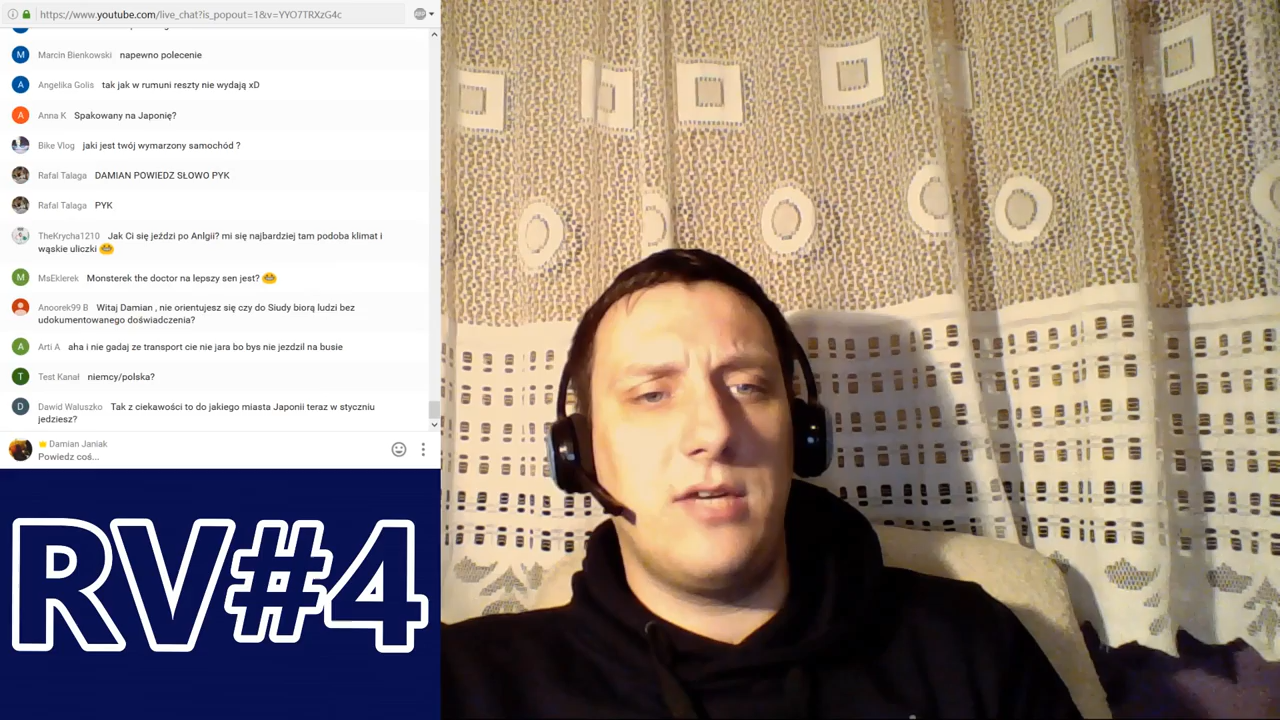 https://www.youtube.com/live_chat?is_popout=1&v=YYO7TRXzG4c
M Marcin Bienkowski napewno polecenie
A Angelika Golis tak jak w rumuni reszty nie wydają xD
A Anna K Spakowany na Japonię?
Bike Vlog jaki jest twój wymarzony samochód ?
Rafal Talaga DAMIAN POWIEDZ SŁOWO PYK
Rafal Talaga PYK
TheKrycha1210 Jak Ci się jeździ po Anlgii? mi się najbardziej tam podoba klimat i
wąskie uliczki
M MsEklerek Monsterek the doctor na lepszy sen jest?
Anoorek99 B Witaj Damian , nie orientujesz się czy do Siudy biorą ludzi bez
udokumentowanego doświadczenia?
A Arti A aha i nie gadaj ze transport cie nie jara bo bys nie jezdzil na busie
T Test Kanał niemcy/polska?
D Dawid Waluszko Tak z ciekawości to do jakiego miasta Japonii teraz w styczniu
jedziesz?
Damian Janiak
Powiedz coś...
RV#4